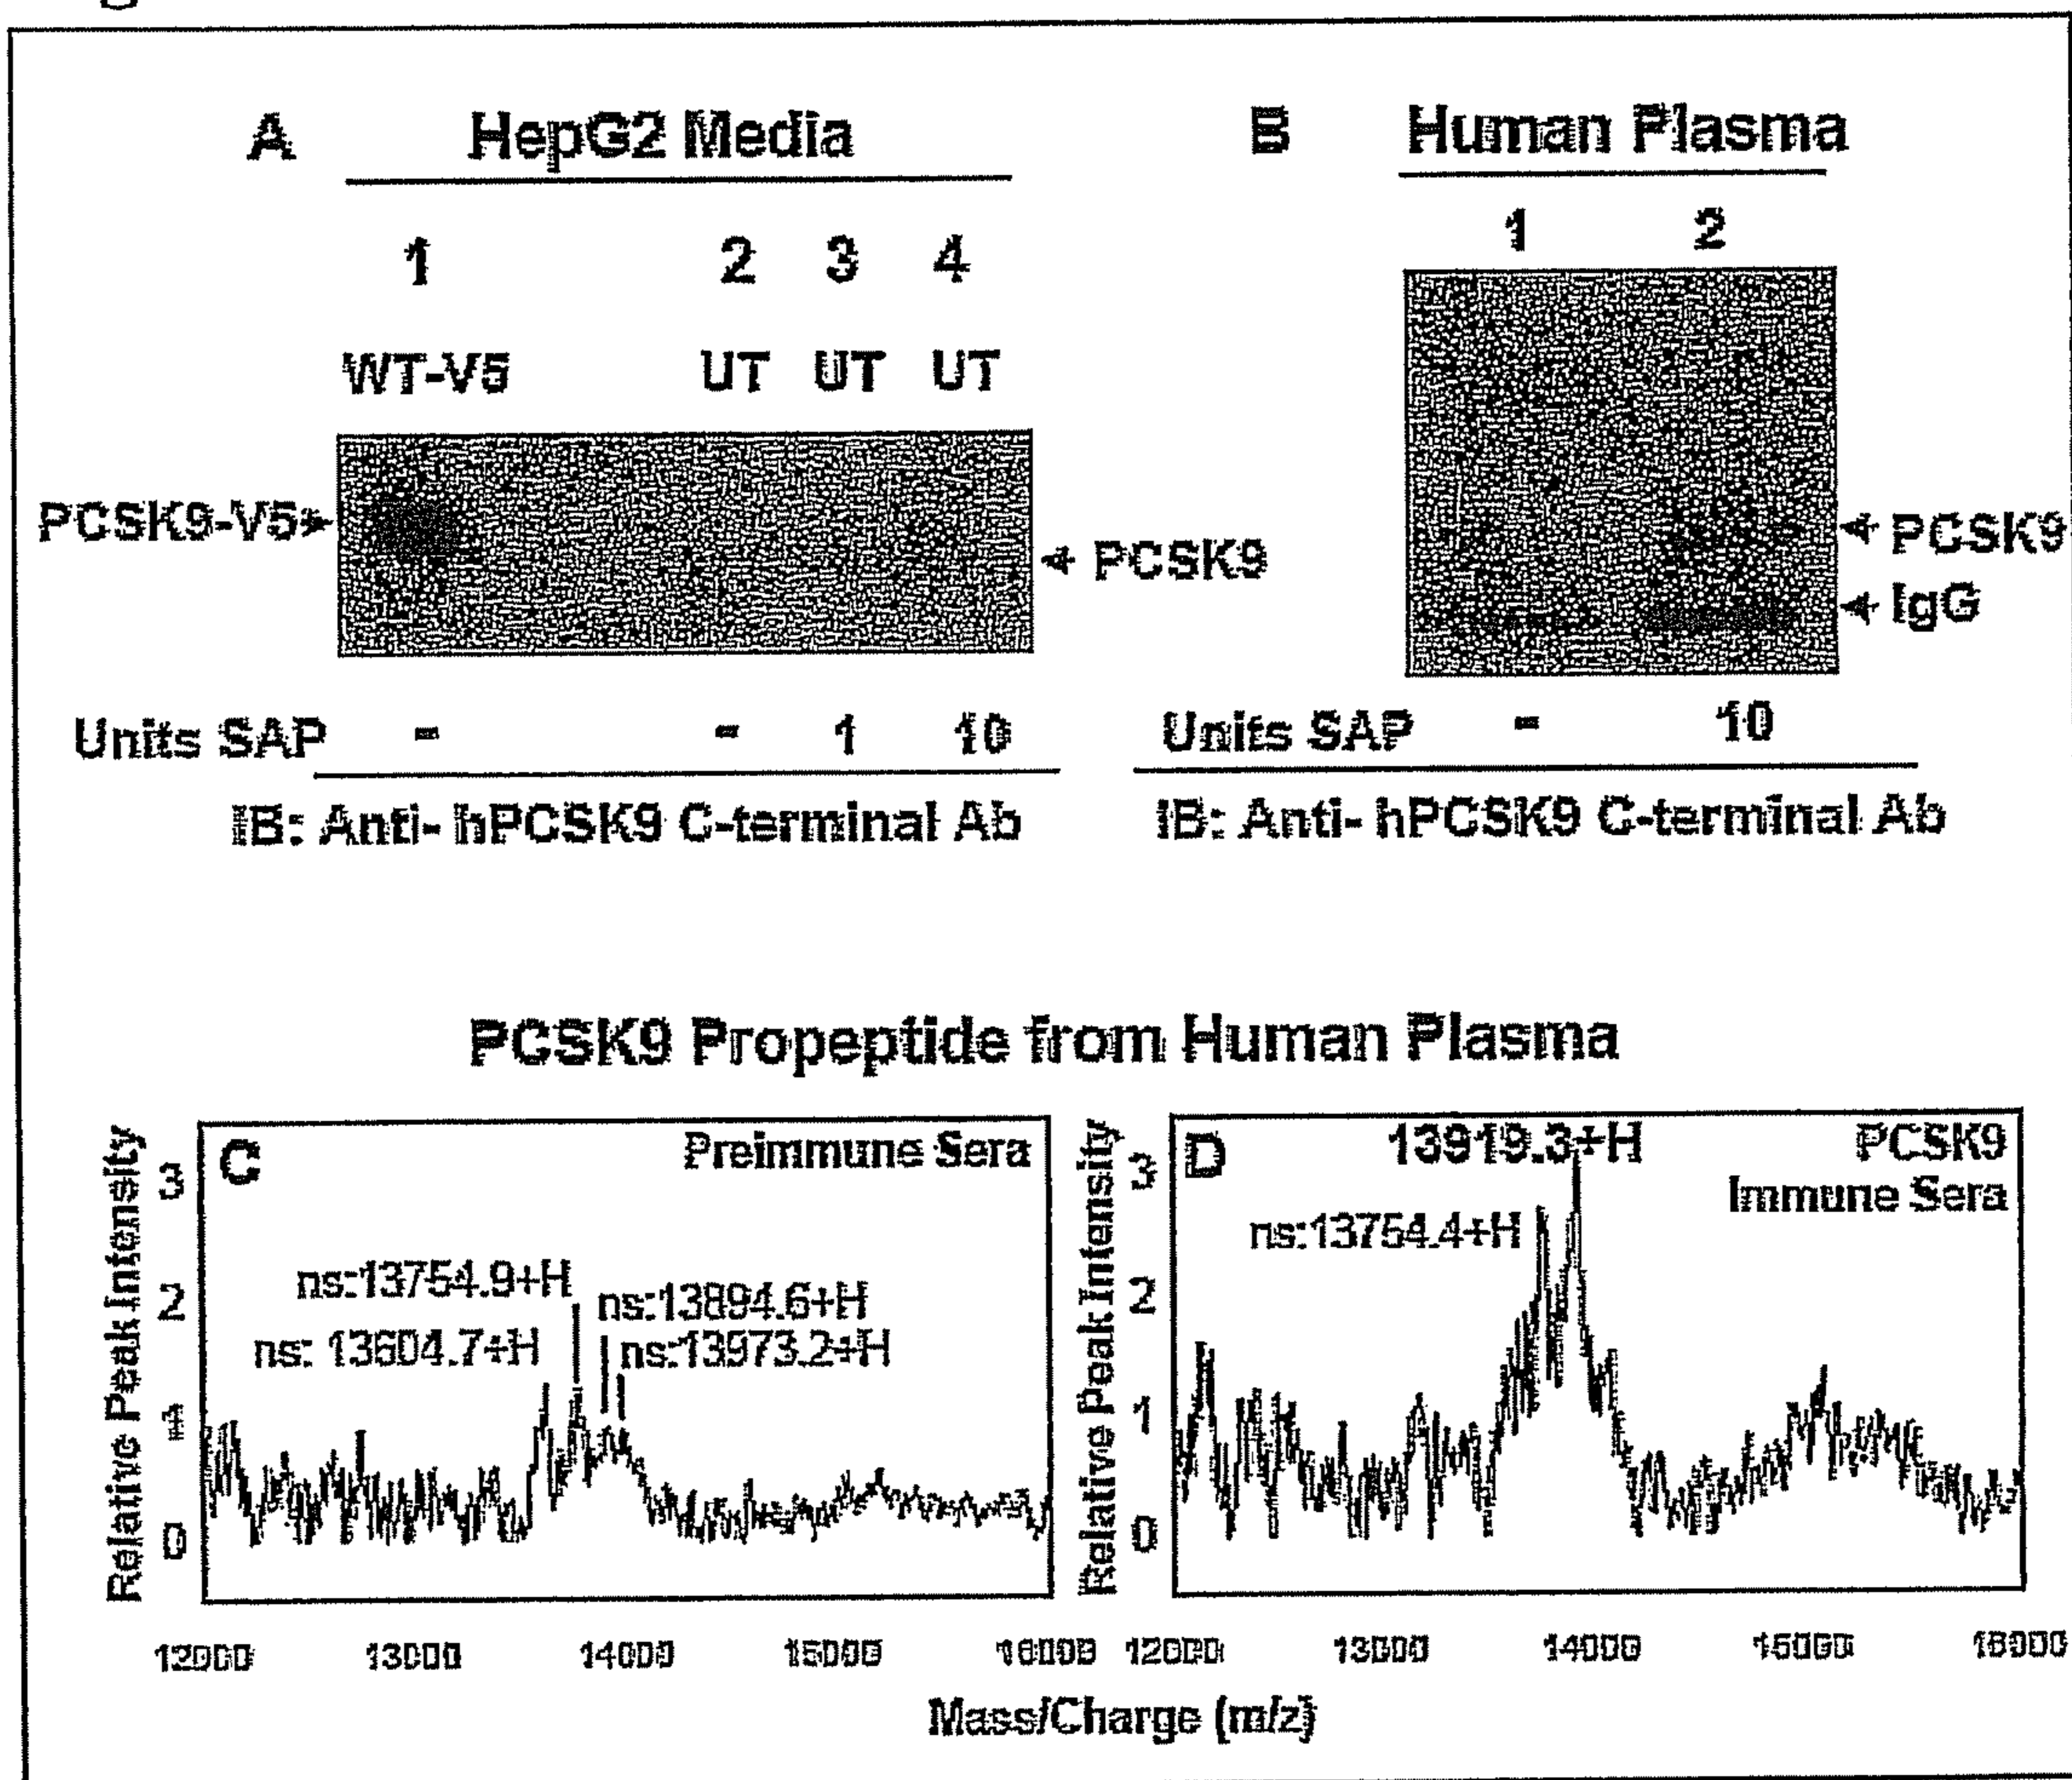 A HepG2 Media
1 2 3 4
WT-V5 UT UT UT
PCSK9-V5
PCSK9
Units SAP - - 1 10
IB: Anti- hPCSK9 C-terminal Ab
B Human Plasma
1 2
PCSK9
IgG
Units SAP - 10
IB: Anti- hPCSK9 C-terminal Ab
PCSK9 Propeptide from Human Plasma
C Preimmune Sera
Relative Peak Intensity
3
2
1
0
ns:13754.9+H
ns:13894.6+H
ns: 13604.7+H
ns:13973.2+H
12000 13000 14000 15000 16000
D 13919.3+H PCSK9
Immune Sera
ns:13754.4+H
Relative Peak Intensity
3
2
1
0
12000 13000 14000 15000 16000
Mass/Charge (m/z)